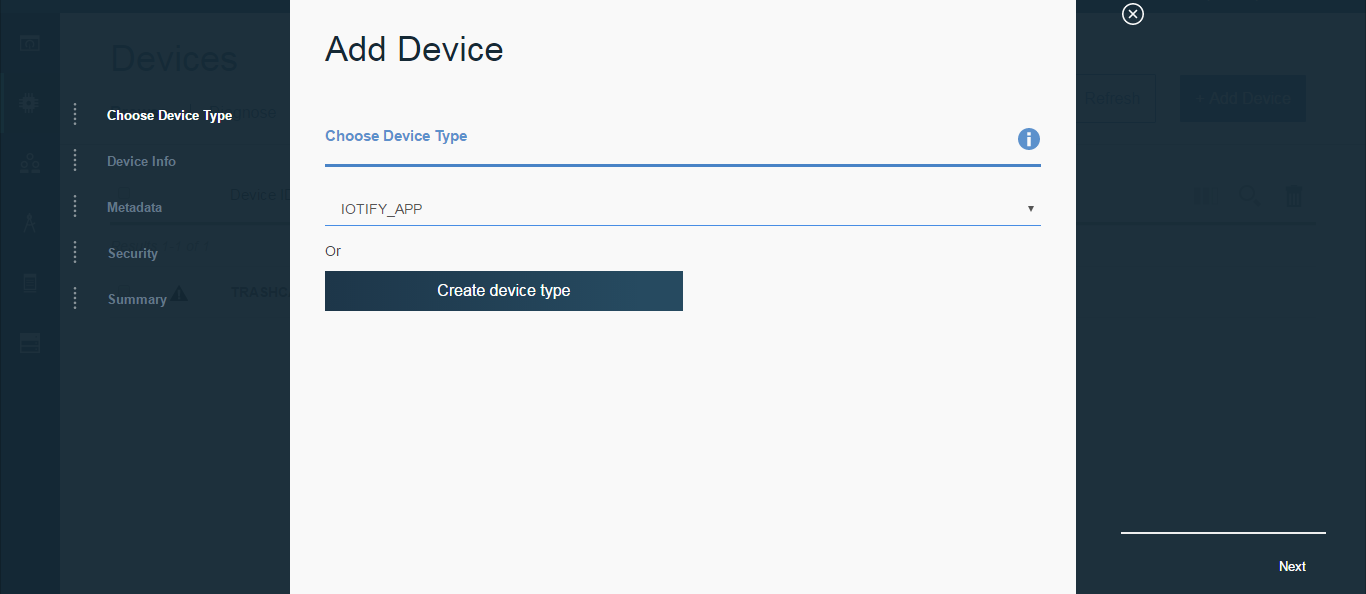 Add Device
Devices
Refresh
+ Add Device
Choose Device Type
Device Info
Metadata
Security
Summary
Choose Device Type
IOTIFY_APP
Or
Create device type
Device I
Next